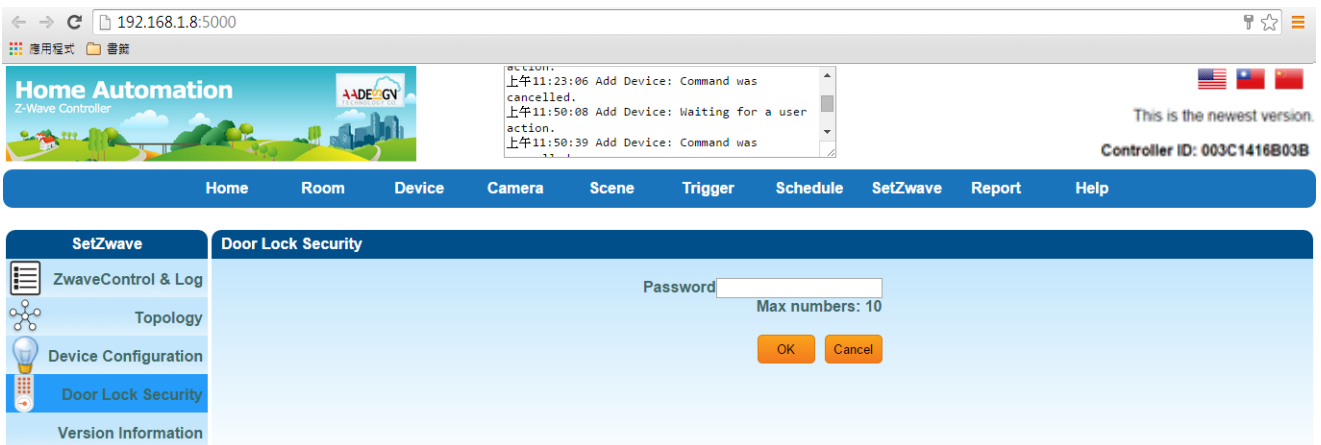 192.168.1.8:5000
應用程式 書籤
Home Automation
Z-Wave Controller
AADEOGV
TECHNOLOGY CO.
action.
上午11:23:06 Add Device: Command was
cancelled.
上午11:50:08 Add Device: Waiting for a user
action.
上午11:50:39 Add Device: Command was
This is the newest version.
Controller ID: 003C1416B03B
Home Room Device Camera Scene Trigger Schedule SetZwave Report Help
SetZwave
ZwaveControl & Log
Topology
Device Configuration
Door Lock Security
Version Information
Door Lock Security
Password
Max numbers: 10
OK Cancel